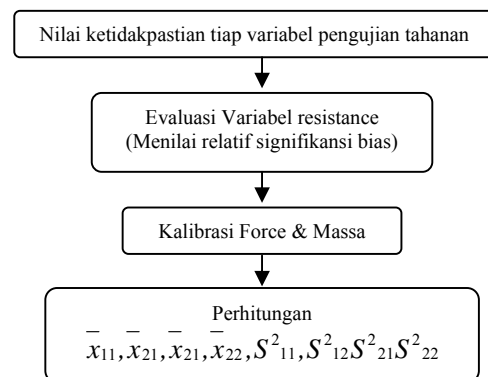 Nilai ketidakpastian tiap variabel pengujian tahanan
Evaluasi Variabel resistance
(Menilai relatif signifikansi bias)
Kalibrasi Force & Massa
Perhitungan
x̄₁₁, x̄₂₁, x̄₂₁, x̄₂₂, S²₁₁, S²₁₂S²₂₁S²₂₂